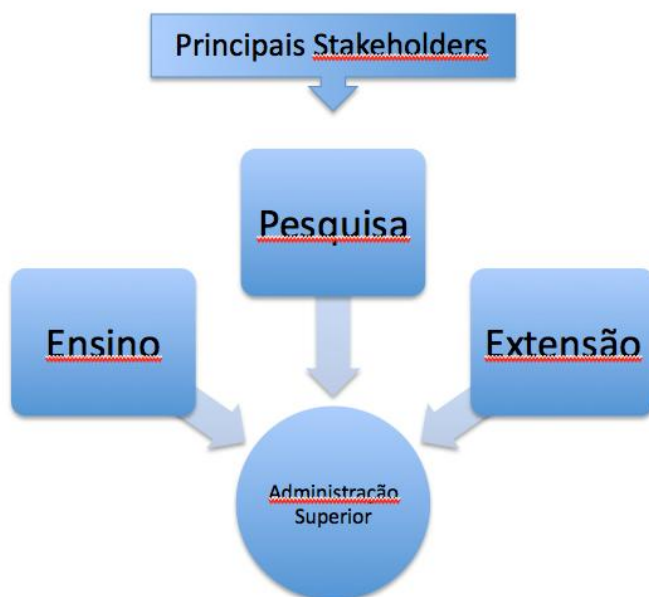 Principais Stakeholders
Pesquisa
Ensino
Extensão
Administração
Superior